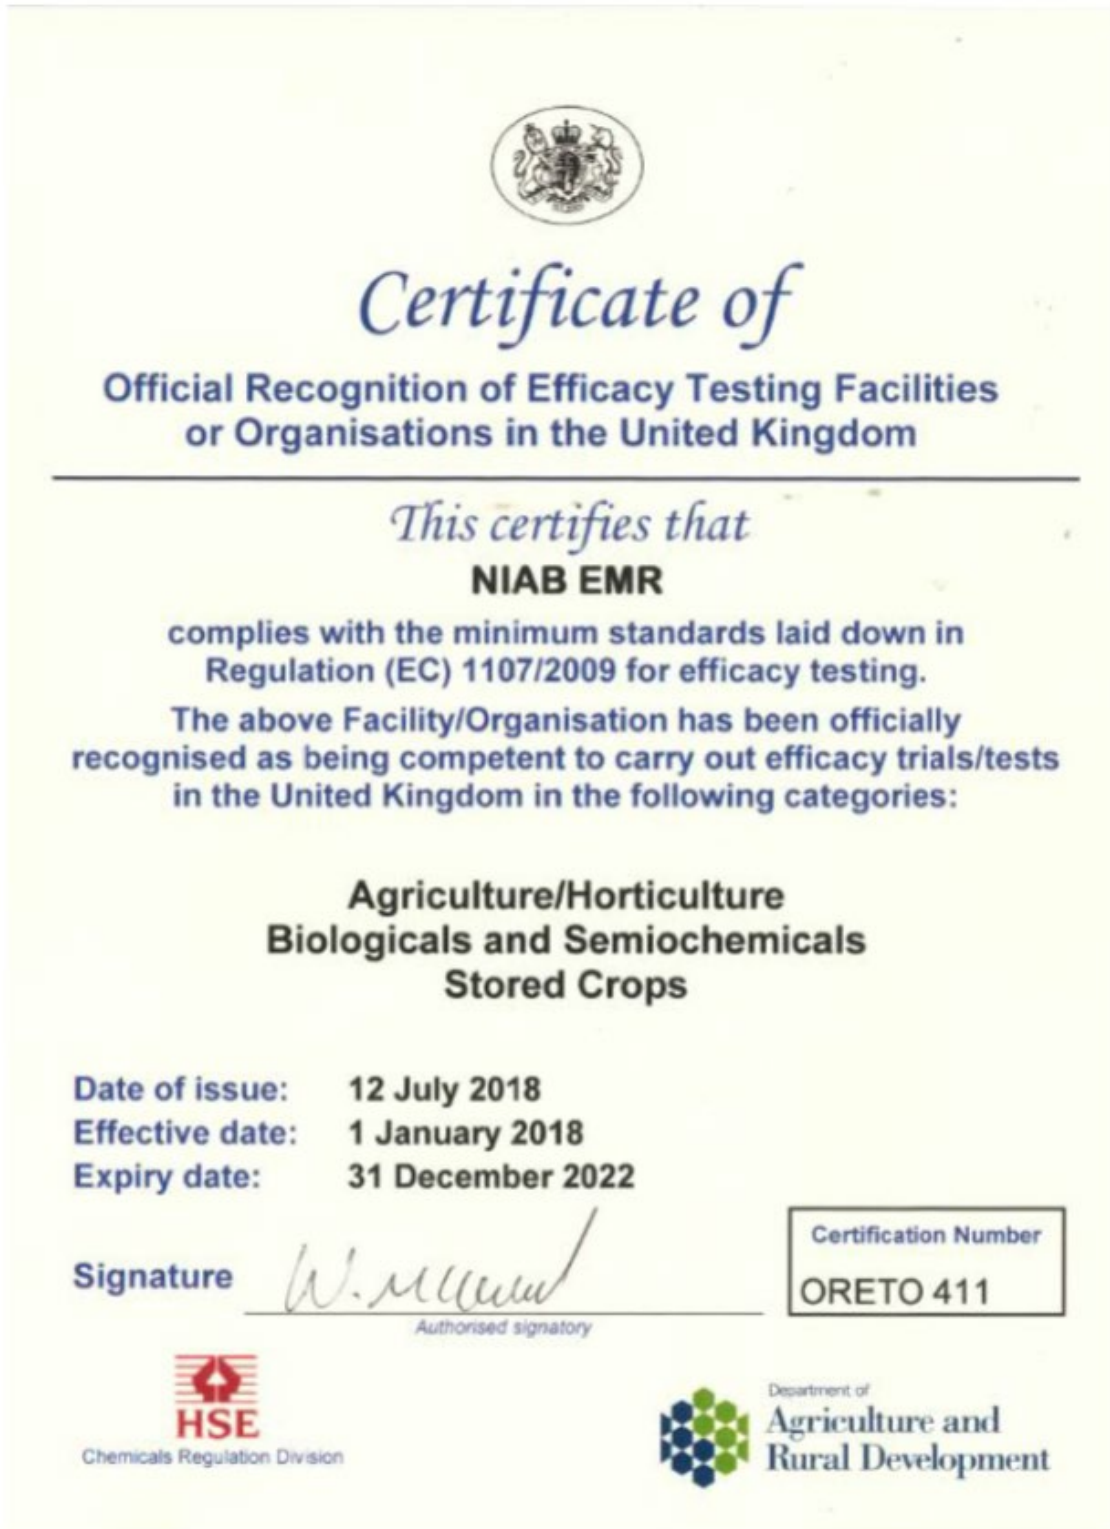 Certificate of
Official Recognition of Efficacy Testing Facilities
or Organisations in the United Kingdom
This certifies that
NIAB EMR
complies with the minimum standards laid down in
Regulation (EC) 1107/2009 for efficacy testing.
The above Facility/Organisation has been officially
recognised as being competent to carry out efficacy trials/tests
in the United Kingdom in the following categories:
Agriculture/Horticulture
Biologicals and Semiochemicals
Stored Crops
Date of issue: 12 July 2018
Effective date: 1 January 2018
Expiry date: 31 December 2022
Certification Number
Signature W.
ORETO 411
Authorised signatory
HSE
Chemicals Regulation Division
Department of
Agriculture and
Rural Development